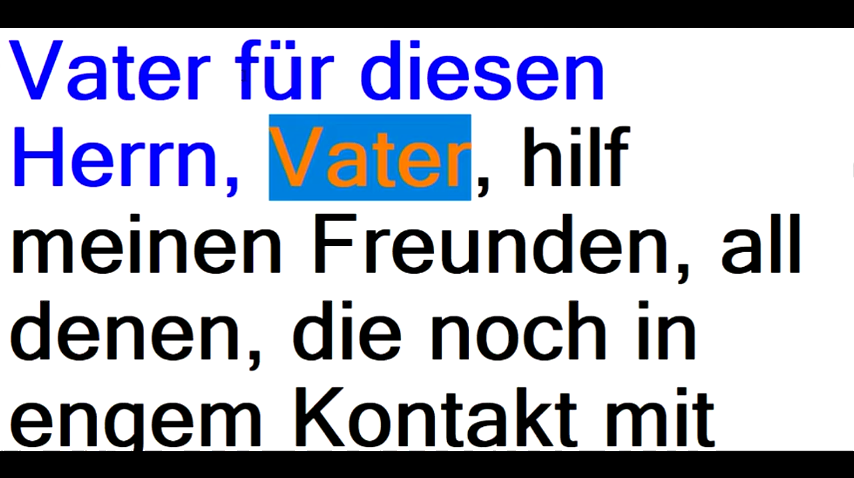 Vater für diesen
Herrn, Vater, hilf
meinen Freunden, all
denen, die noch in
engem Kontakt mit